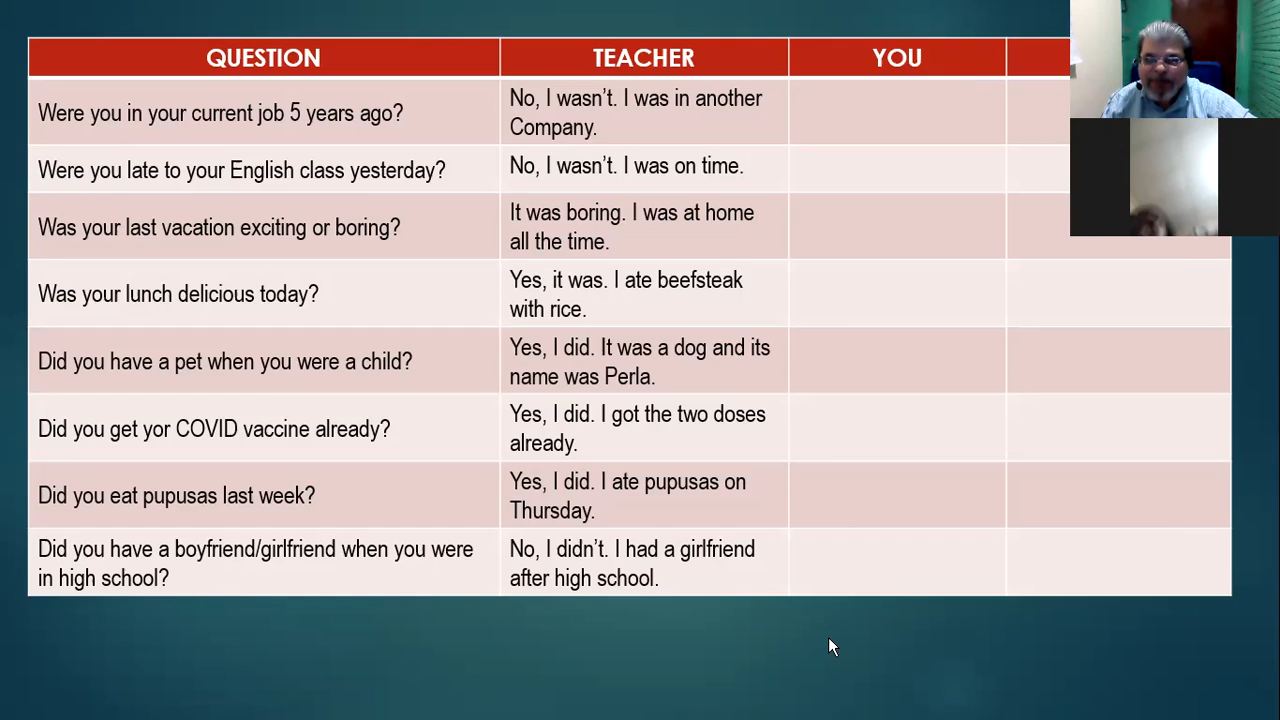 QUESTION TEACHER YOU
Were you in your current job 5 years ago?
No, I wasn't. I was in another
Company.
Were you late to your English class yesterday?
No, I wasn't. I was on time.
Was your last vacation exciting or boring?
It was boring. I was at home
all the time.
Was your lunch delicious today?
Yes, it was. I ate beefsteak
with rice.
Did you have a pet when you were a child?
Yes, I did. It was a dog and its
name was Perla.
Did you get yor COVID vaccine already?
Yes, I did. I got the two doses
already.
Did you eat pupusas last week?
Yes, I did. I ate pupusas on
Thursday.
Did you have a boyfriend/girlfriend when you were
in high school?
No, I didn't. I had a girlfriend
after high school.